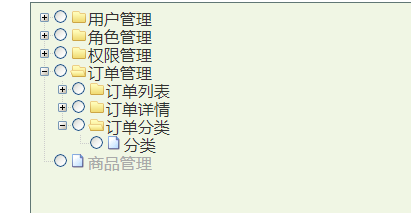 用户管理
角色管理
权限管理
订单管理
订单列表
订单详情
订单分类
分类
商品管理